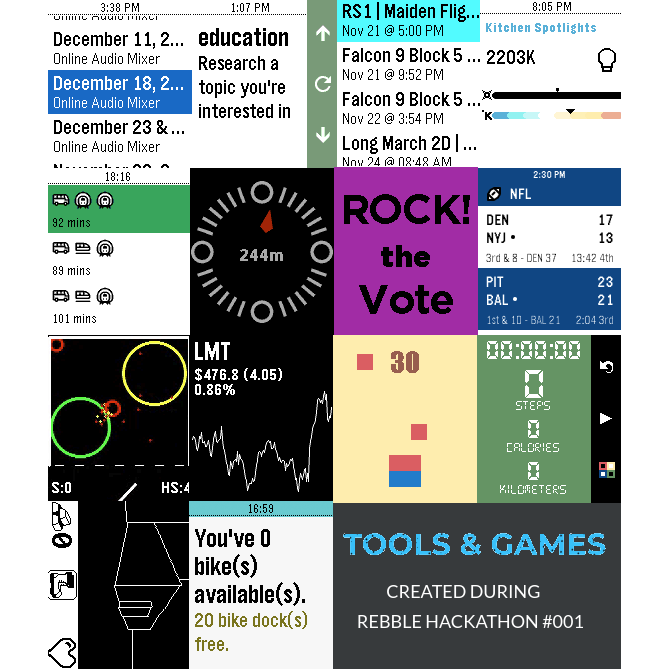 3:38 PM
Online Audio Mixer
December 11, 2...
Online Audio Mixer
December 18, 2...
Online Audio Mixer
December 23 & ...
Online Audio Mixer
1:07 PM
education
Research a
topic you're
interested in
RS1 | Maiden Flig...
Nov 21 @ 5:00 PM
Falcon 9 Block 5 ...
Nov 21 @ 9:52 PM
Falcon 9 Block 5 ...
Nov 22 @ 3:54 PM
Long March 2D | ...
Nov 24 @ 08:48 AM
8:05 PM
Kitchen Spotlights
2203K
K
18:16
92 mins
89 mins
101 mins
244m
ROCK!
the
Vote
2:30 PM
NFL
DEN 17
NYJ • 13
3rd & 8 - DEN 37 13:42 4th
PIT 23
BAL • 21
1st & 10 - BAL 21 2:04 3rd
S:0 HS:4
LMT
$476.8 (4.05)
0.86%
30
00:00:00
0
STEPS
0
CALORIES
0
KILOMETERS
16:59
You've 0
bike(s)
available(s).
20 bike dock(s)
free.
TOOLS & GAMES
CREATED DURING
REBBLE HACKATHON #001